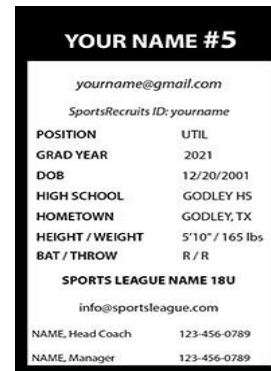 YOUR NAME #5
yourname@gmail.com
SportsRecruits ID: yourname
POSITION UTIL
GRAD YEAR 2021
DOB 12/20/2001
HIGH SCHOOL GODLEY HS
HOMETOWN GODLEY, TX
HEIGHT / WEIGHT 5'10" / 165 lbs
BAT / THROW R / R
SPORTS LEAGUE NAME 18U
info@sportsleague.com
NAME, Head Coach 123-456-0789
NAME, Manager 123-456-0789